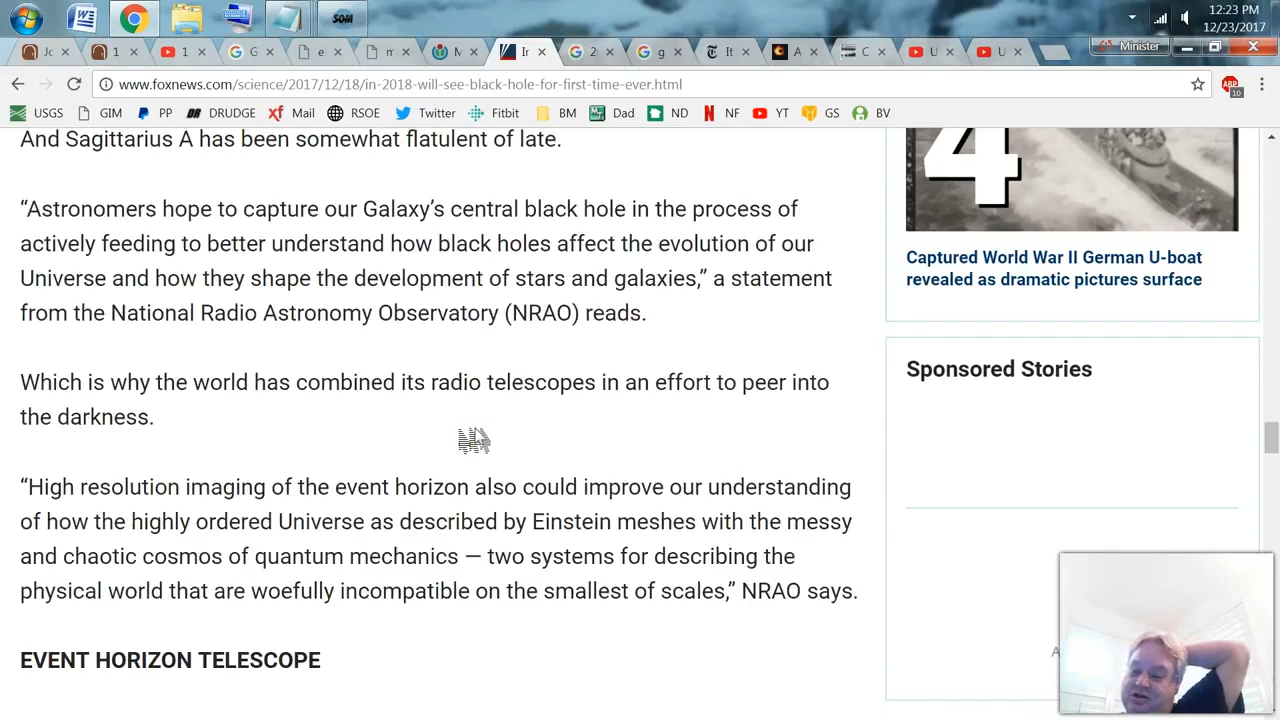 SOM
12:23 PM
12/23/2017
Jc
1
1
G
e
n
M
Ir
2
g
It
A
C
U
U
Minister
www.foxnews.com/science/2017/12/18/in-2018-will-see-black-hole-for-first-time-ever.html
ABP
10
USGS GIM PP DRUDGE Mail RSOE Twitter Fitbit BM Dad ND NF YT GS BV
And Sagittarius A has been somewhat flatulent of late.
“Astronomers hope to capture our Galaxy’s central black hole in the process of
actively feeding to better understand how black holes affect the evolution of our
Universe and how they shape the development of stars and galaxies,” a statement
from the National Radio Astronomy Observatory (NRAO) reads.
Which is why the world has combined its radio telescopes in an effort to peer into
the darkness.
“High resolution imaging of the event horizon also could improve our understanding
of how the highly ordered Universe as described by Einstein meshes with the messy
and chaotic cosmos of quantum mechanics — two systems for describing the
physical world that are woefully incompatible on the smallest of scales,” NRAO says.
EVENT HORIZON TELESCOPE
4
Captured World War II German U-boat
revealed as dramatic pictures surface
Sponsored Stories